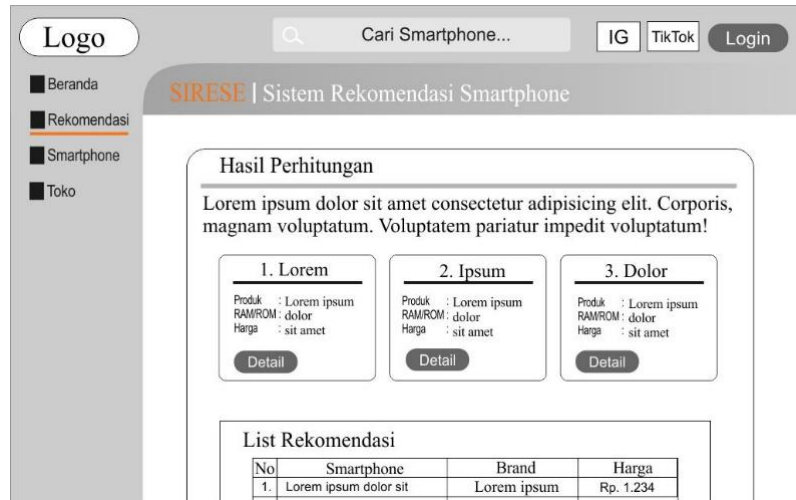 Logo
Cari Smartphone...
IG
TikTok
Login
Beranda
Rekomendasi
Smartphone
Toko
SIRESE | Sistem Rekomendasi Smartphone
Hasil Perhitungan
Lorem ipsum dolor sit amet consectetur adipisicing elit. Corporis,
magnam voluptatum. Voluptatem pariatur impedit voluptatum!
1. Lorem
Produk : Lorem ipsum
RAM/ROM : dolor
Harga : sit amet
Detail
2. Ipsum
Produk : Lorem ipsum
RAM/ROM : dolor
Harga : sit amet
Detail
3. Dolor
Produk : Lorem ipsum
RAM/ROM : dolor
Harga : sit amet
Detail
List Rekomendasi
No Smartphone Brand Harga
1. Lorem ipsum dolor sit Lorem ipsum Rp. 1.234